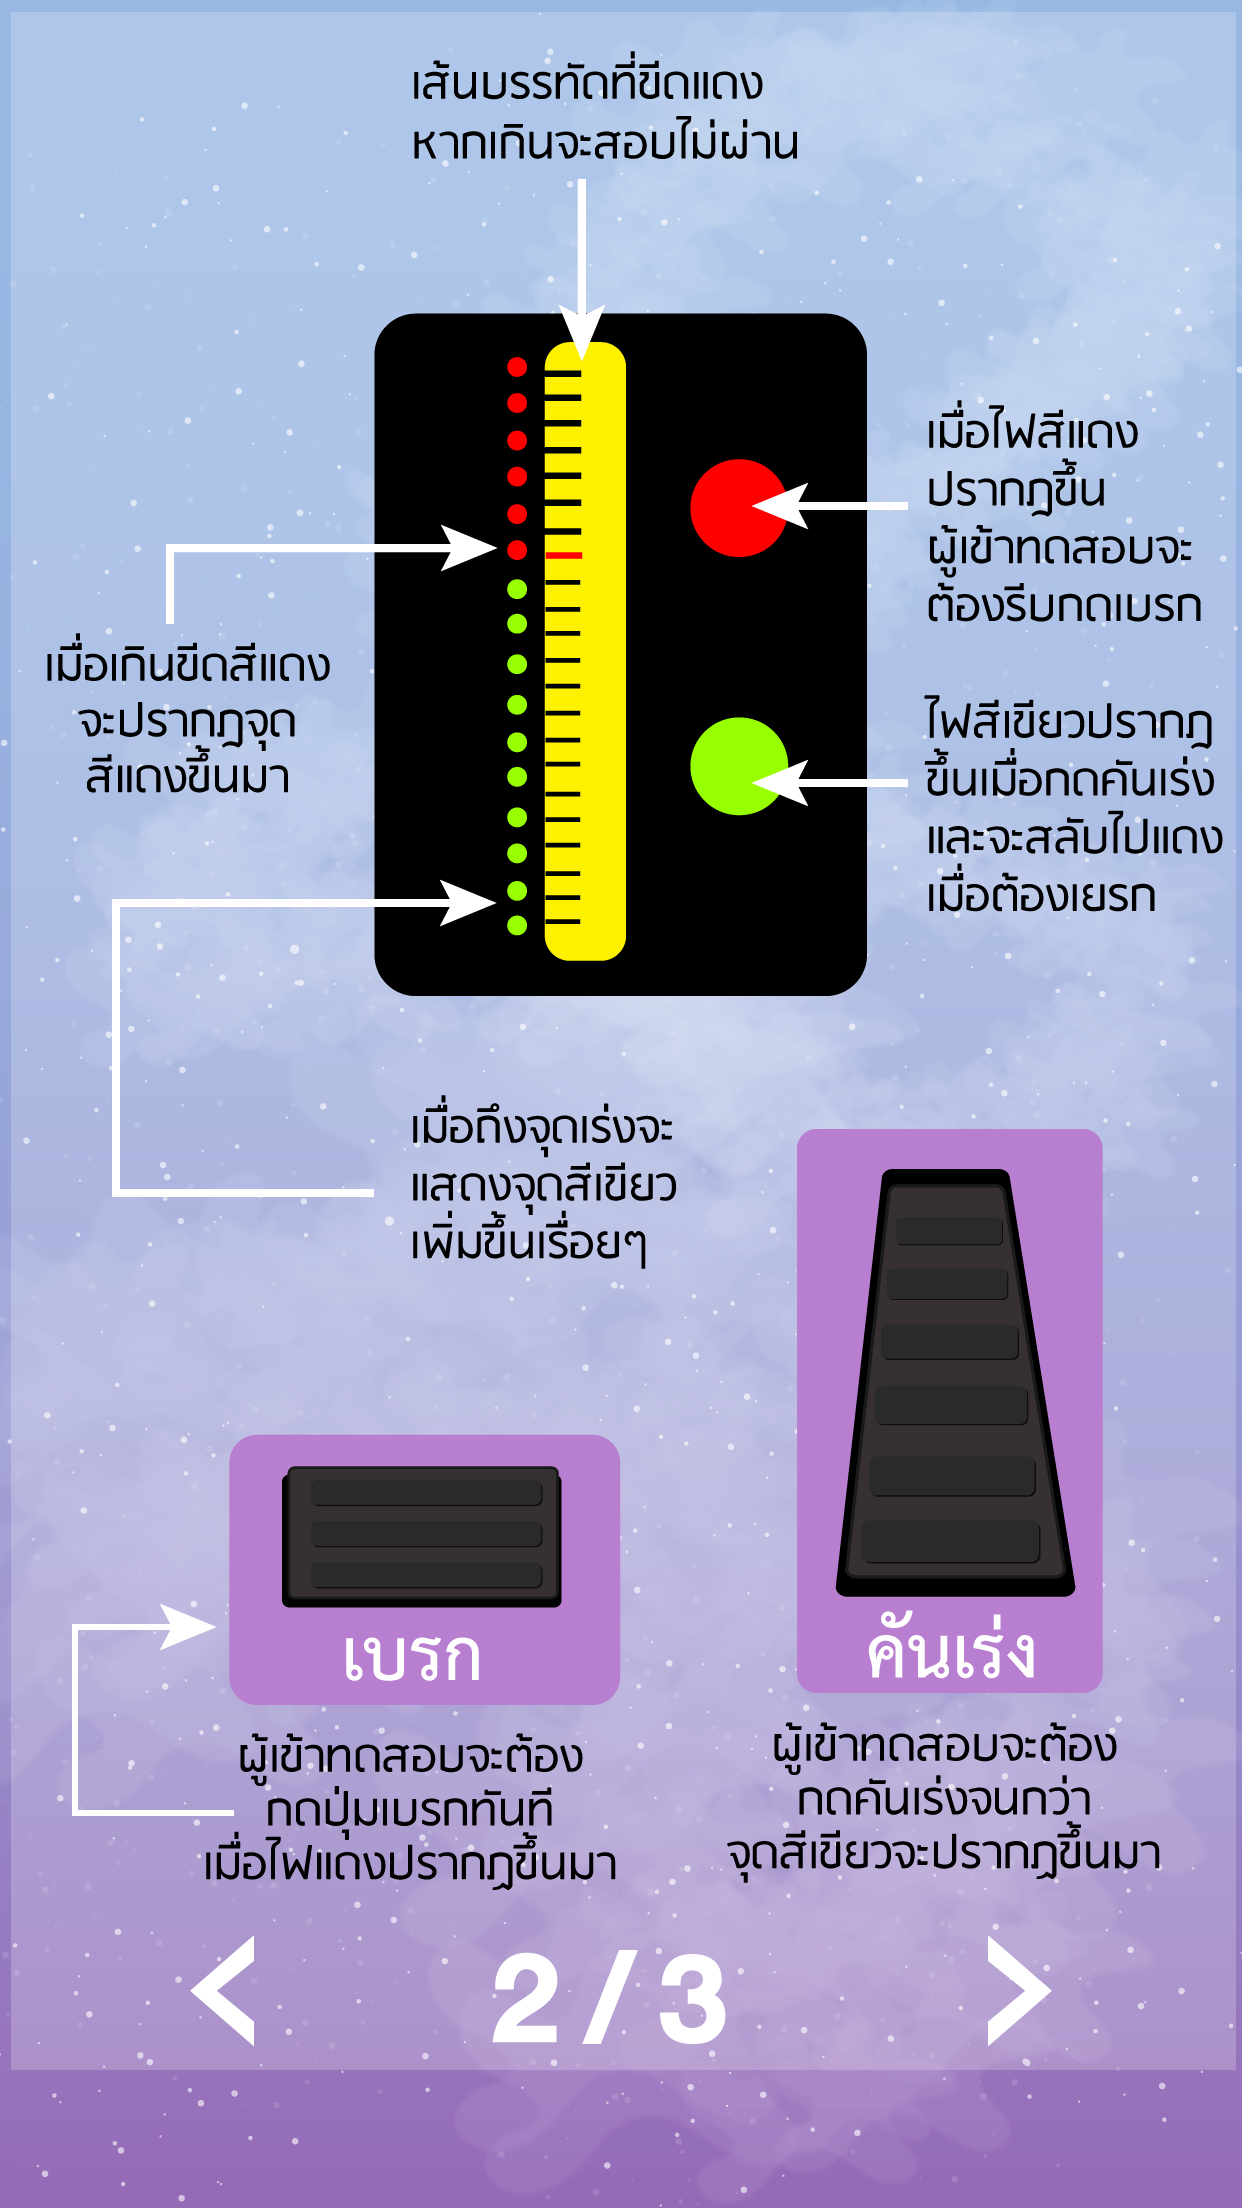 เส้นบรรทัดที่ขีดแดง
หากเกินจะสอบไม่ผ่าน
เมื่อไฟสีแดง
ปรากฎขึ้น
ผู้เข้าทดสอบจะ
ต้องรีบกดเบรก
เมื่อเกินขีดสีแดง
จะปรากฎจุด
สีแดงขึ้นมา
ไฟสีเขียวปรากฎ
ขึ้นเมื่อกดคันเร่ง
และจะสลับไปแดง
เมื่อต้องเยรก
เมื่อถึงจุดเร่งจะ
แสดงจุดสีเขียว
เพิ่มขึ้นเรื่อยๆ
เบรก
คันเร่ง
ผู้เข้าทดสอบจะต้อง
กดปุ่มเบรกทันที
เมื่อไฟแดงปรากฎขึ้นมา
ผู้เข้าทดสอบจะต้อง
กดคันเร่งจนกว่า
จุดสีเขียวจะปรากฎขึ้นมา
2/3